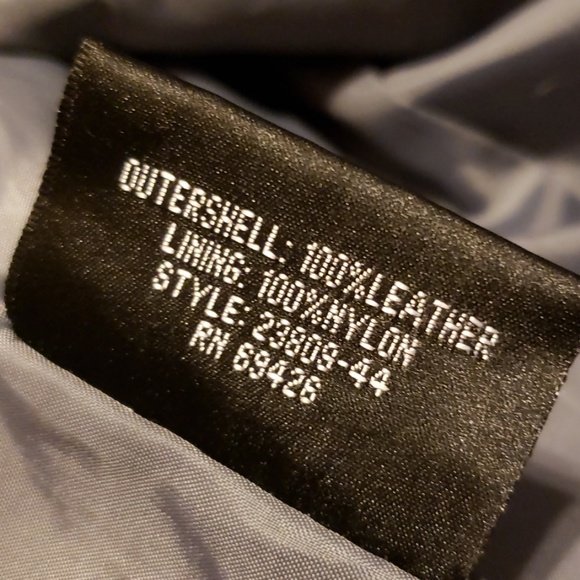 OUTERSHELL: 100%LEATHER
LINING: 100%NYLON
STYLE: 23809-44
RN 69426